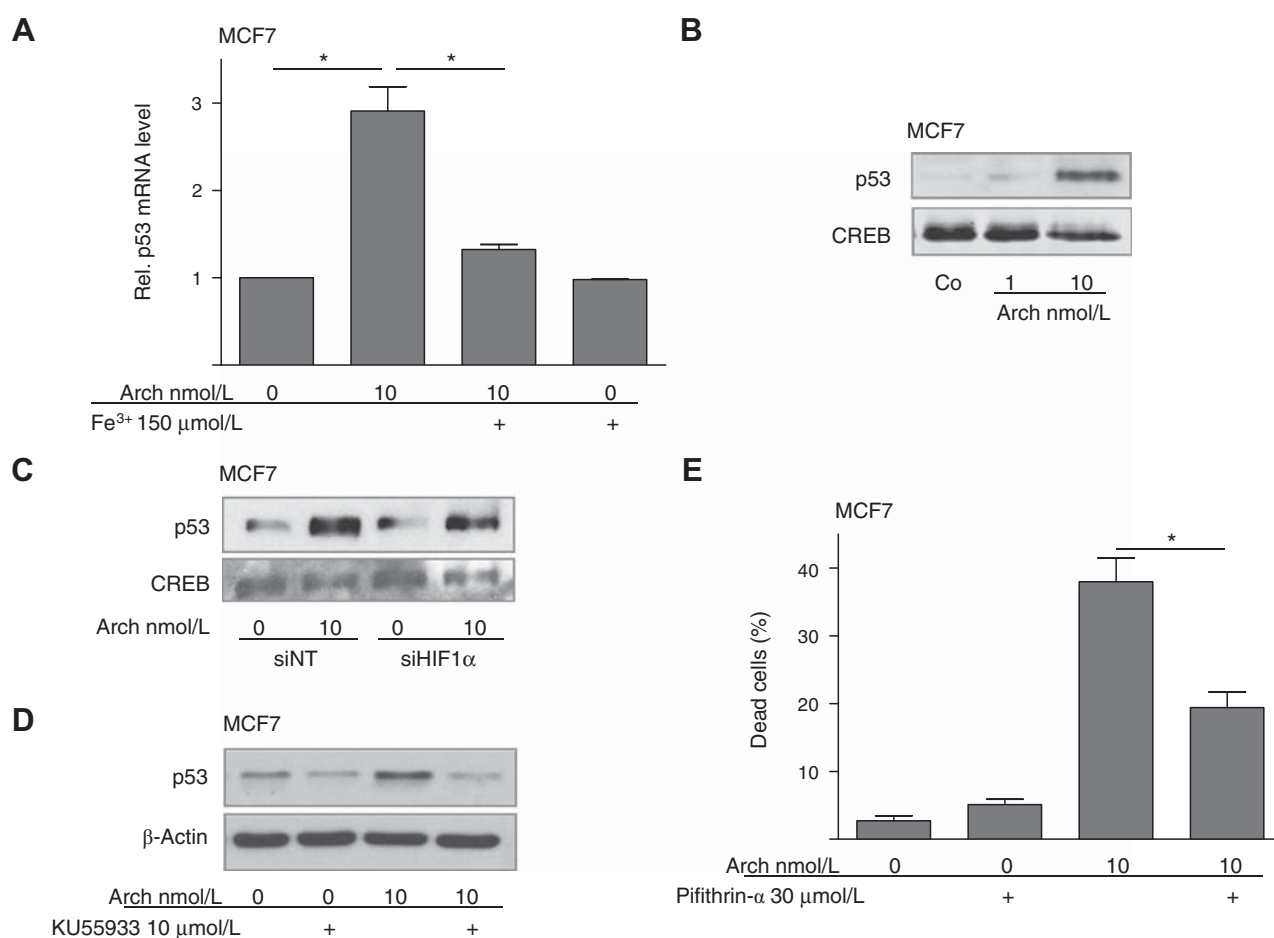 A
MCF7
* *
Rel. p53 mRNA level
3
2
1
Arch nmol/L 0 10 10 0
Fe³⁺ 150 μmol/L + +
B
MCF7
p53
CREB
Co 1 10
Arch nmol/L
C
MCF7
p53
CREB
Arch nmol/L 0 10 0 10
siNT siHIF1α
D
MCF7
p53
β-Actin
Arch nmol/L 0 0 10 10
KU55933 10 μmol/L + +
E
MCF7
*
Dead cells (%)
40
30
20
10
Arch nmol/L 0 0 10 10
Pifithrin-α 30 μmol/L + +